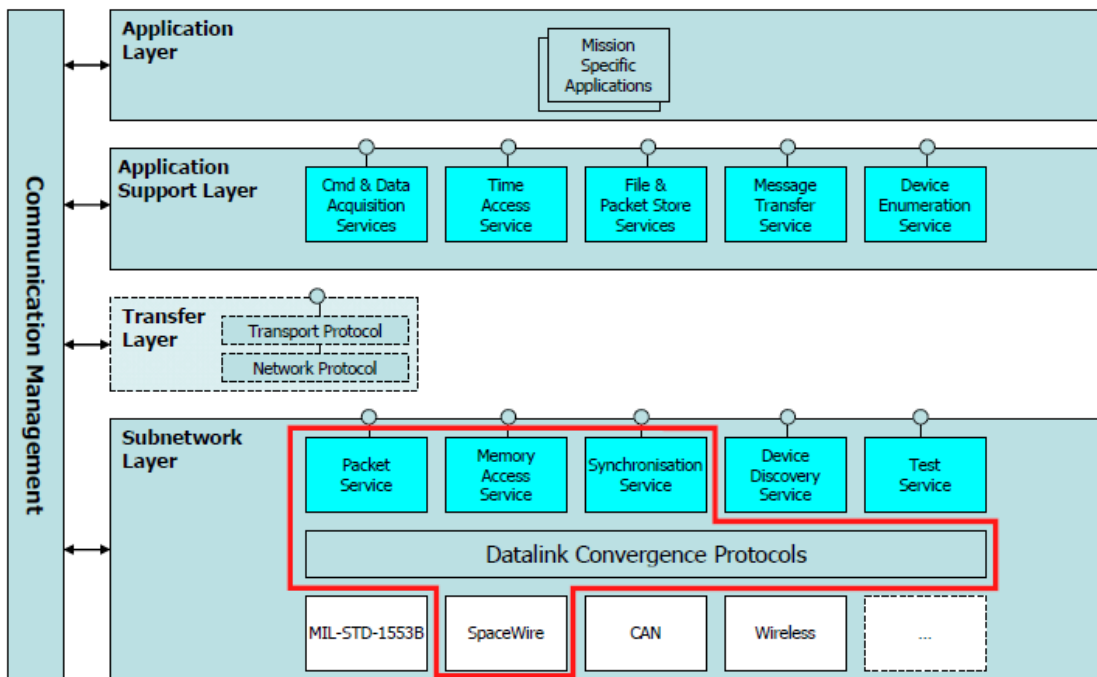 Communication Management
Application
Layer
Mission
Specific
Applications
Application
Support Layer
Cmd & Data
Acquisition
Services
Time
Access
Service
File &
Packet Store
Services
Message
Transfer
Service
Device
Enumeration
Service
Transfer
Layer
Transport Protocol
Network Protocol
Subnetwork
Layer
Packet
Service
Memory
Access
Service
Synchronisation
Service
Device
Discovery
Service
Test
Service
Datalink Convergence Protocols
MIL-STD-1553B
SpaceWire
CAN
Wireless
...